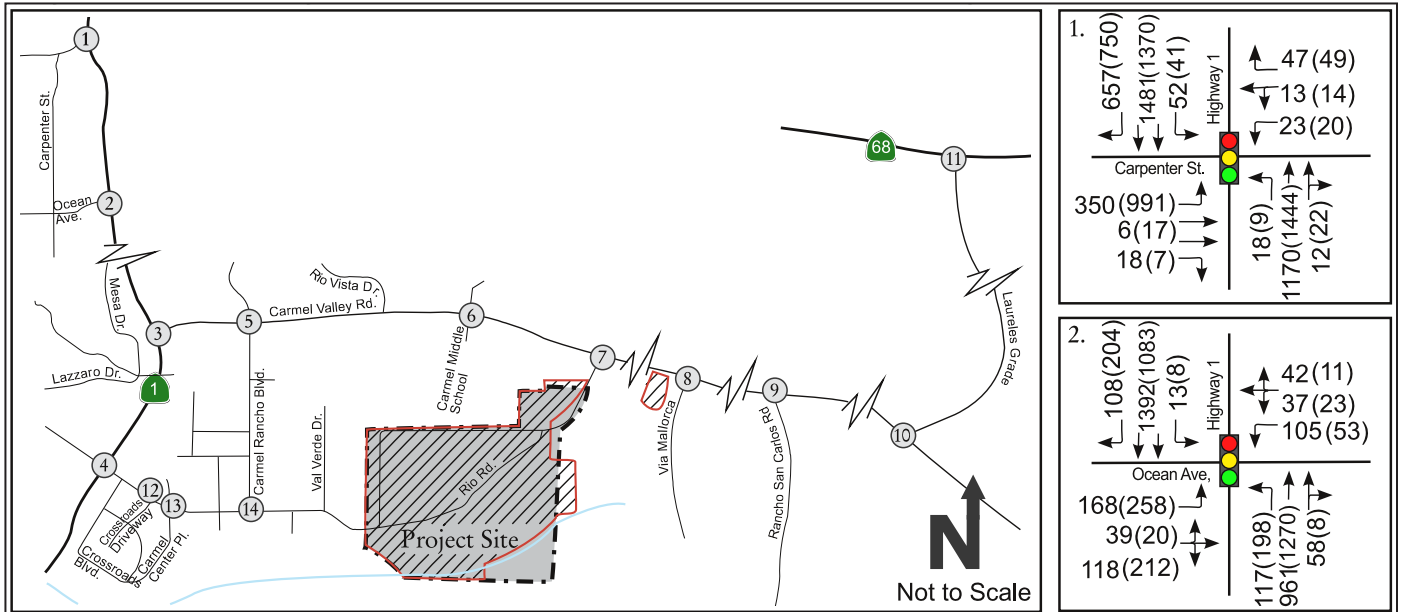 1
Carpenter St.
Ocean
Ave.
2
Mesa Dr.
3
Lazzaro Dr.
1
4
Crossroads
Driveway
12
13
Crossroads
Blvd.
Carmel
Center Pl.
5
Carmel Rancho Blvd.
14
Val Verde Dr.
Rio Vista Dr.
Carmel Valley Rd.
6
Carmel Middle
School
7
Rio Rd.
Project Site
8
Via Mallorca
9
Rancho San Carlos Rd
10
68
11
Laureles Grade
N
Not to Scale
1.
657(750)
1481(1370)
52(41)
Highway 1
47(49)
13(14)
23(20)
Carpenter St.
350(991)
6(17)
18(7)
18(9)
1170(1444)
12(22)
2.
108(204)
1392(1083)
13(8)
Highway 1
42(11)
37(23)
105(53)
Ocean Ave,
168(258)
39(20)
118(212)
117(198)
961(1270)
58(8)